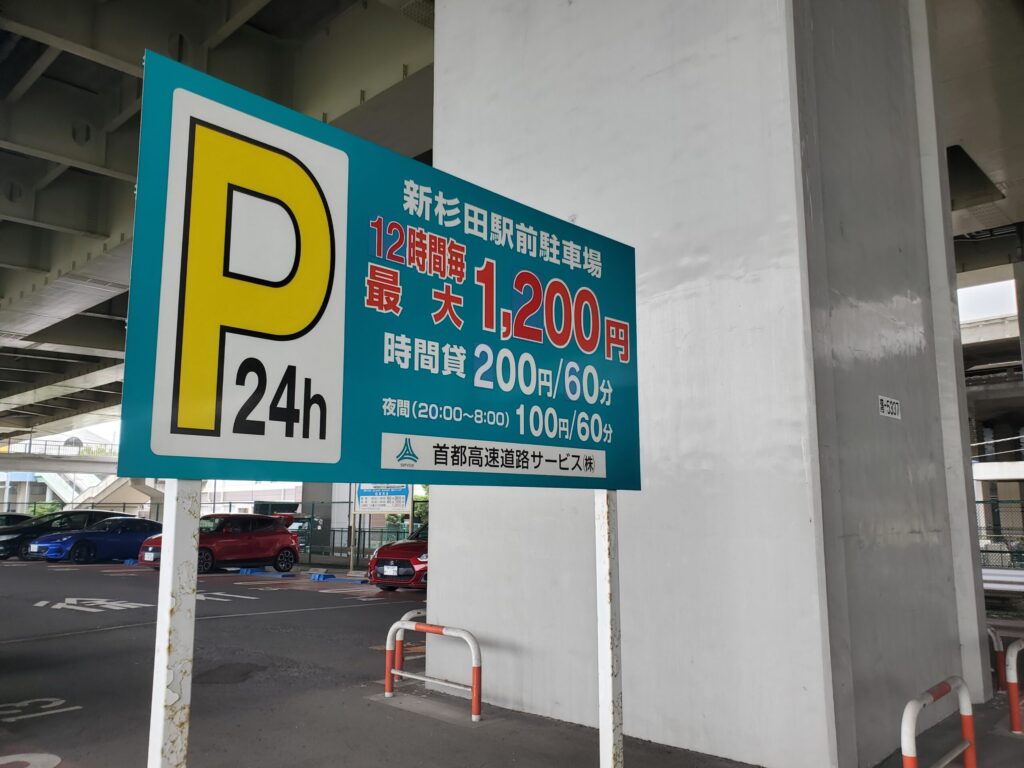 P
24h
新杉田駅前駐車場
12時間毎
最大 1,200円
時間貸 200円/60分
夜間(20:00~8:00) 100円/60分
service 首都高速道路サービス㈱